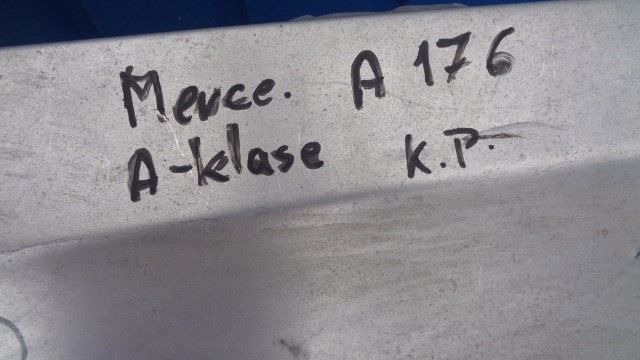 Merce. A 176
A-klase K.P.